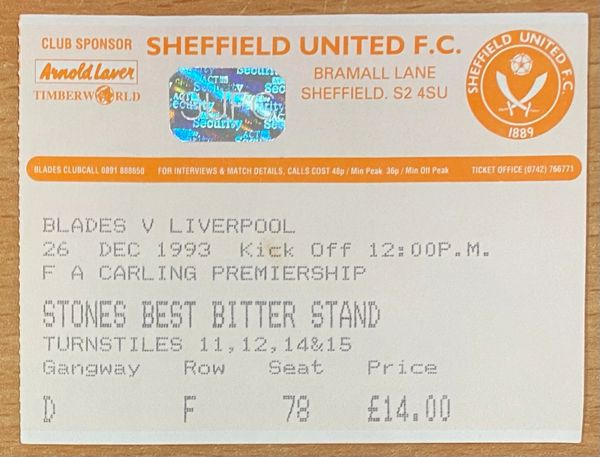 CLUB SPONSOR
Arnold Laver
TIMBERWORLD
SHEFFIELD UNITED F.C.
BRAMALL LANE
SHEFFIELD. S2 4SU
SHEFFIELD UNITED F.C.
1889
BLADES CLUBCALL 0891 888650 FOR INTERVIEWS & MATCH DETAILS, CALLS COST 48p / Min Peak 36p / Min Off Peak TICKET OFFICE (0742) 766771
BLADES V LIVERPOOL
26 DEC 1993 Kick Off 12:00P.M.
F A CARLING PREMIERSHIP
STONES BEST BITTER STAND
TURNSTILES 11,12,14&15
Gangway Row Seat Price
D F 78 £14.00